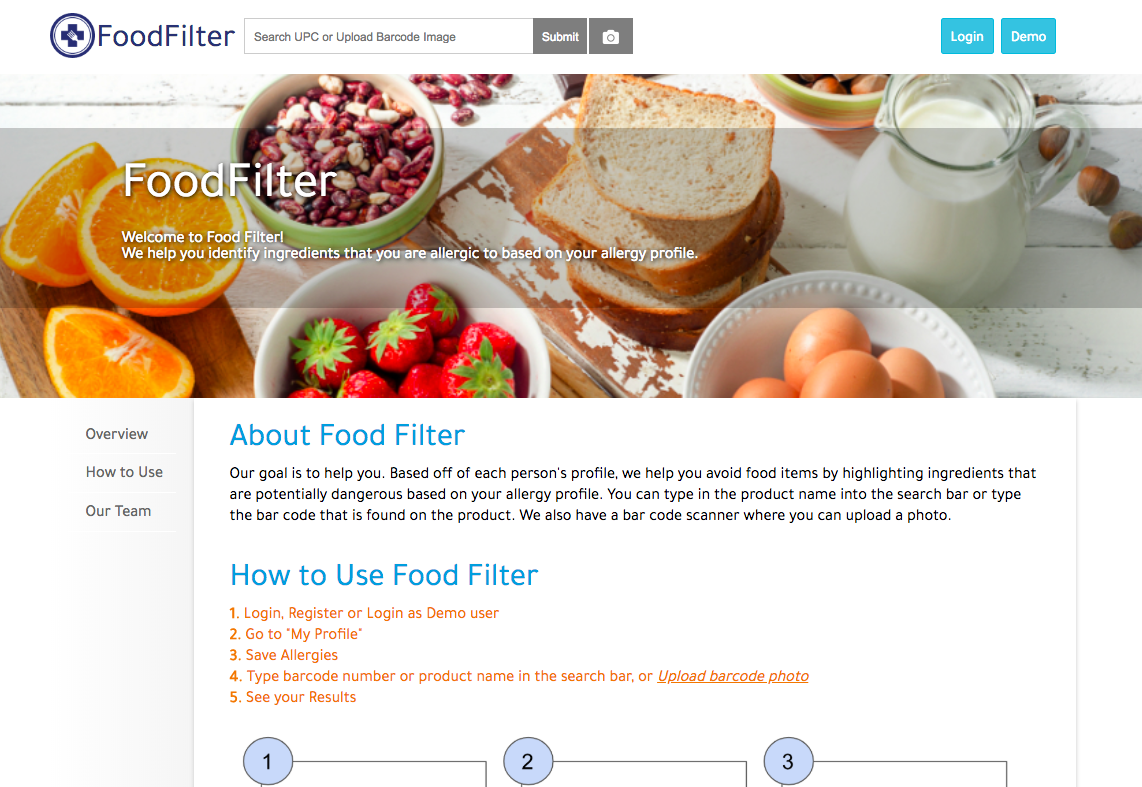 FoodFilter
Search UPC or Upload Barcode Image
Submit
Login
Demo
FoodFilter
Welcome to Food Filter!
We help you identify ingredients that you are allergic to based on your allergy profile.
Overview
How to Use
Our Team
About Food Filter
Our goal is to help you. Based off of each person's profile, we help you avoid food items by highlighting ingredients that
are potentially dangerous based on your allergy profile. You can type in the product name into the search bar or type
the bar code that is found on the product. We also have a bar code scanner where you can upload a photo.
How to Use Food Filter
1. Login, Register or Login as Demo user
2. Go to "My Profile"
3. Save Allergies
4. Type barcode number or product name in the search bar, or Upload barcode photo
5. See your Results
1
2
3